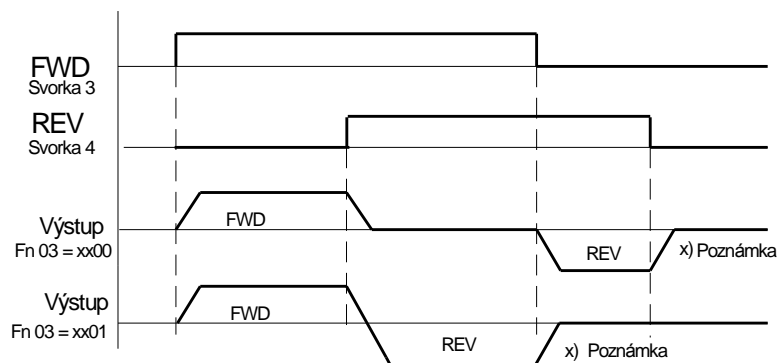 FWD
Svorka 3
REV
Svorka 4
Výstup
Fn 03 = xx00
FWD
REV
x) Poznámka
Výstup
Fn 03 = xx01
FWD
REV
x) Poznámka